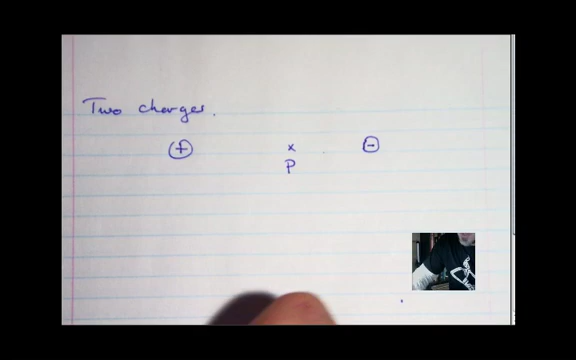 Two charges.
+ x -
P